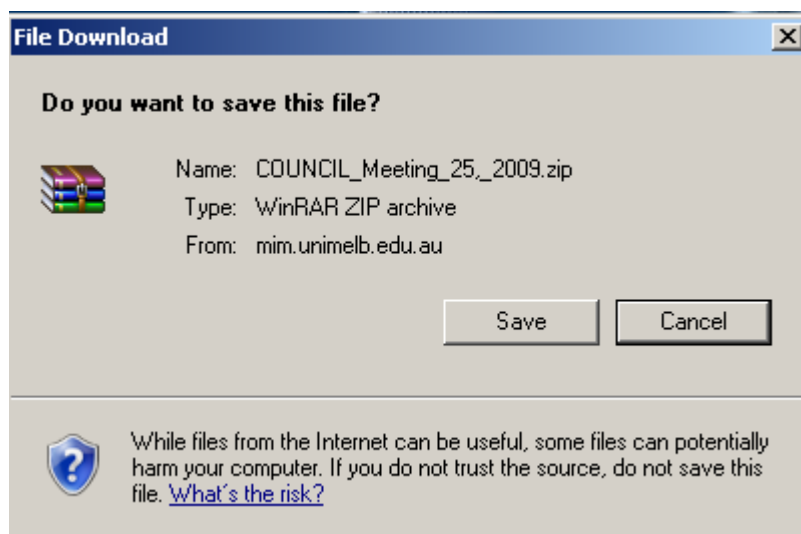 File Download
Do you want to save this file?
Name: COUNCIL_Meeting_25,_2009.zip
Type: WinRAR ZIP archive
From: mim.unimelb.edu.au
Save Cancel
While files from the Internet can be useful, some files can potentially
harm your computer. If you do not trust the source, do not save this
file. What's the risk?